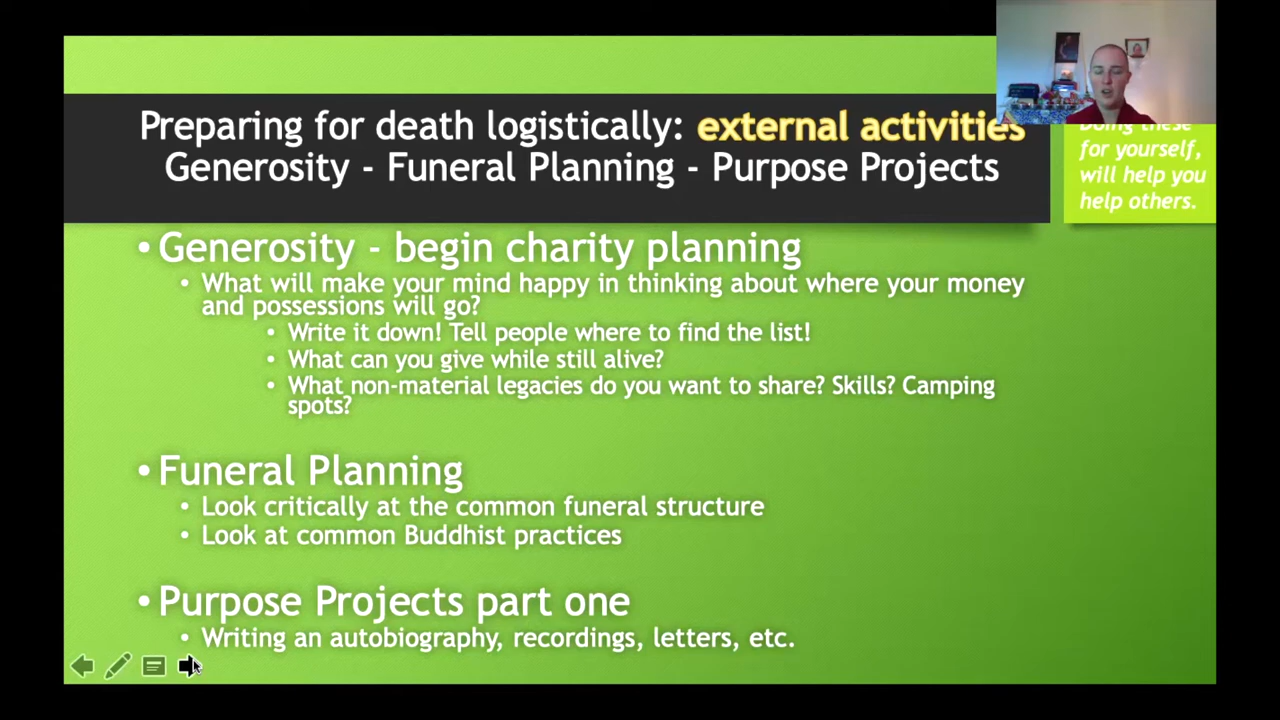 Preparing for death logistically: external activities
Generosity - Funeral Planning - Purpose Projects
Doing these
for yourself,
will help you
help others.
• Generosity - begin charity planning
• What will make your mind happy in thinking about where your money
and possessions will go?
• Write it down! Tell people where to find the list!
• What can you give while still alive?
• What non-material legacies do you want to share? Skills? Camping
spots?
• Funeral Planning
• Look critically at the common funeral structure
• Look at common Buddhist practices
• Purpose Projects part one
• Writing an autobiography, recordings, letters, etc.